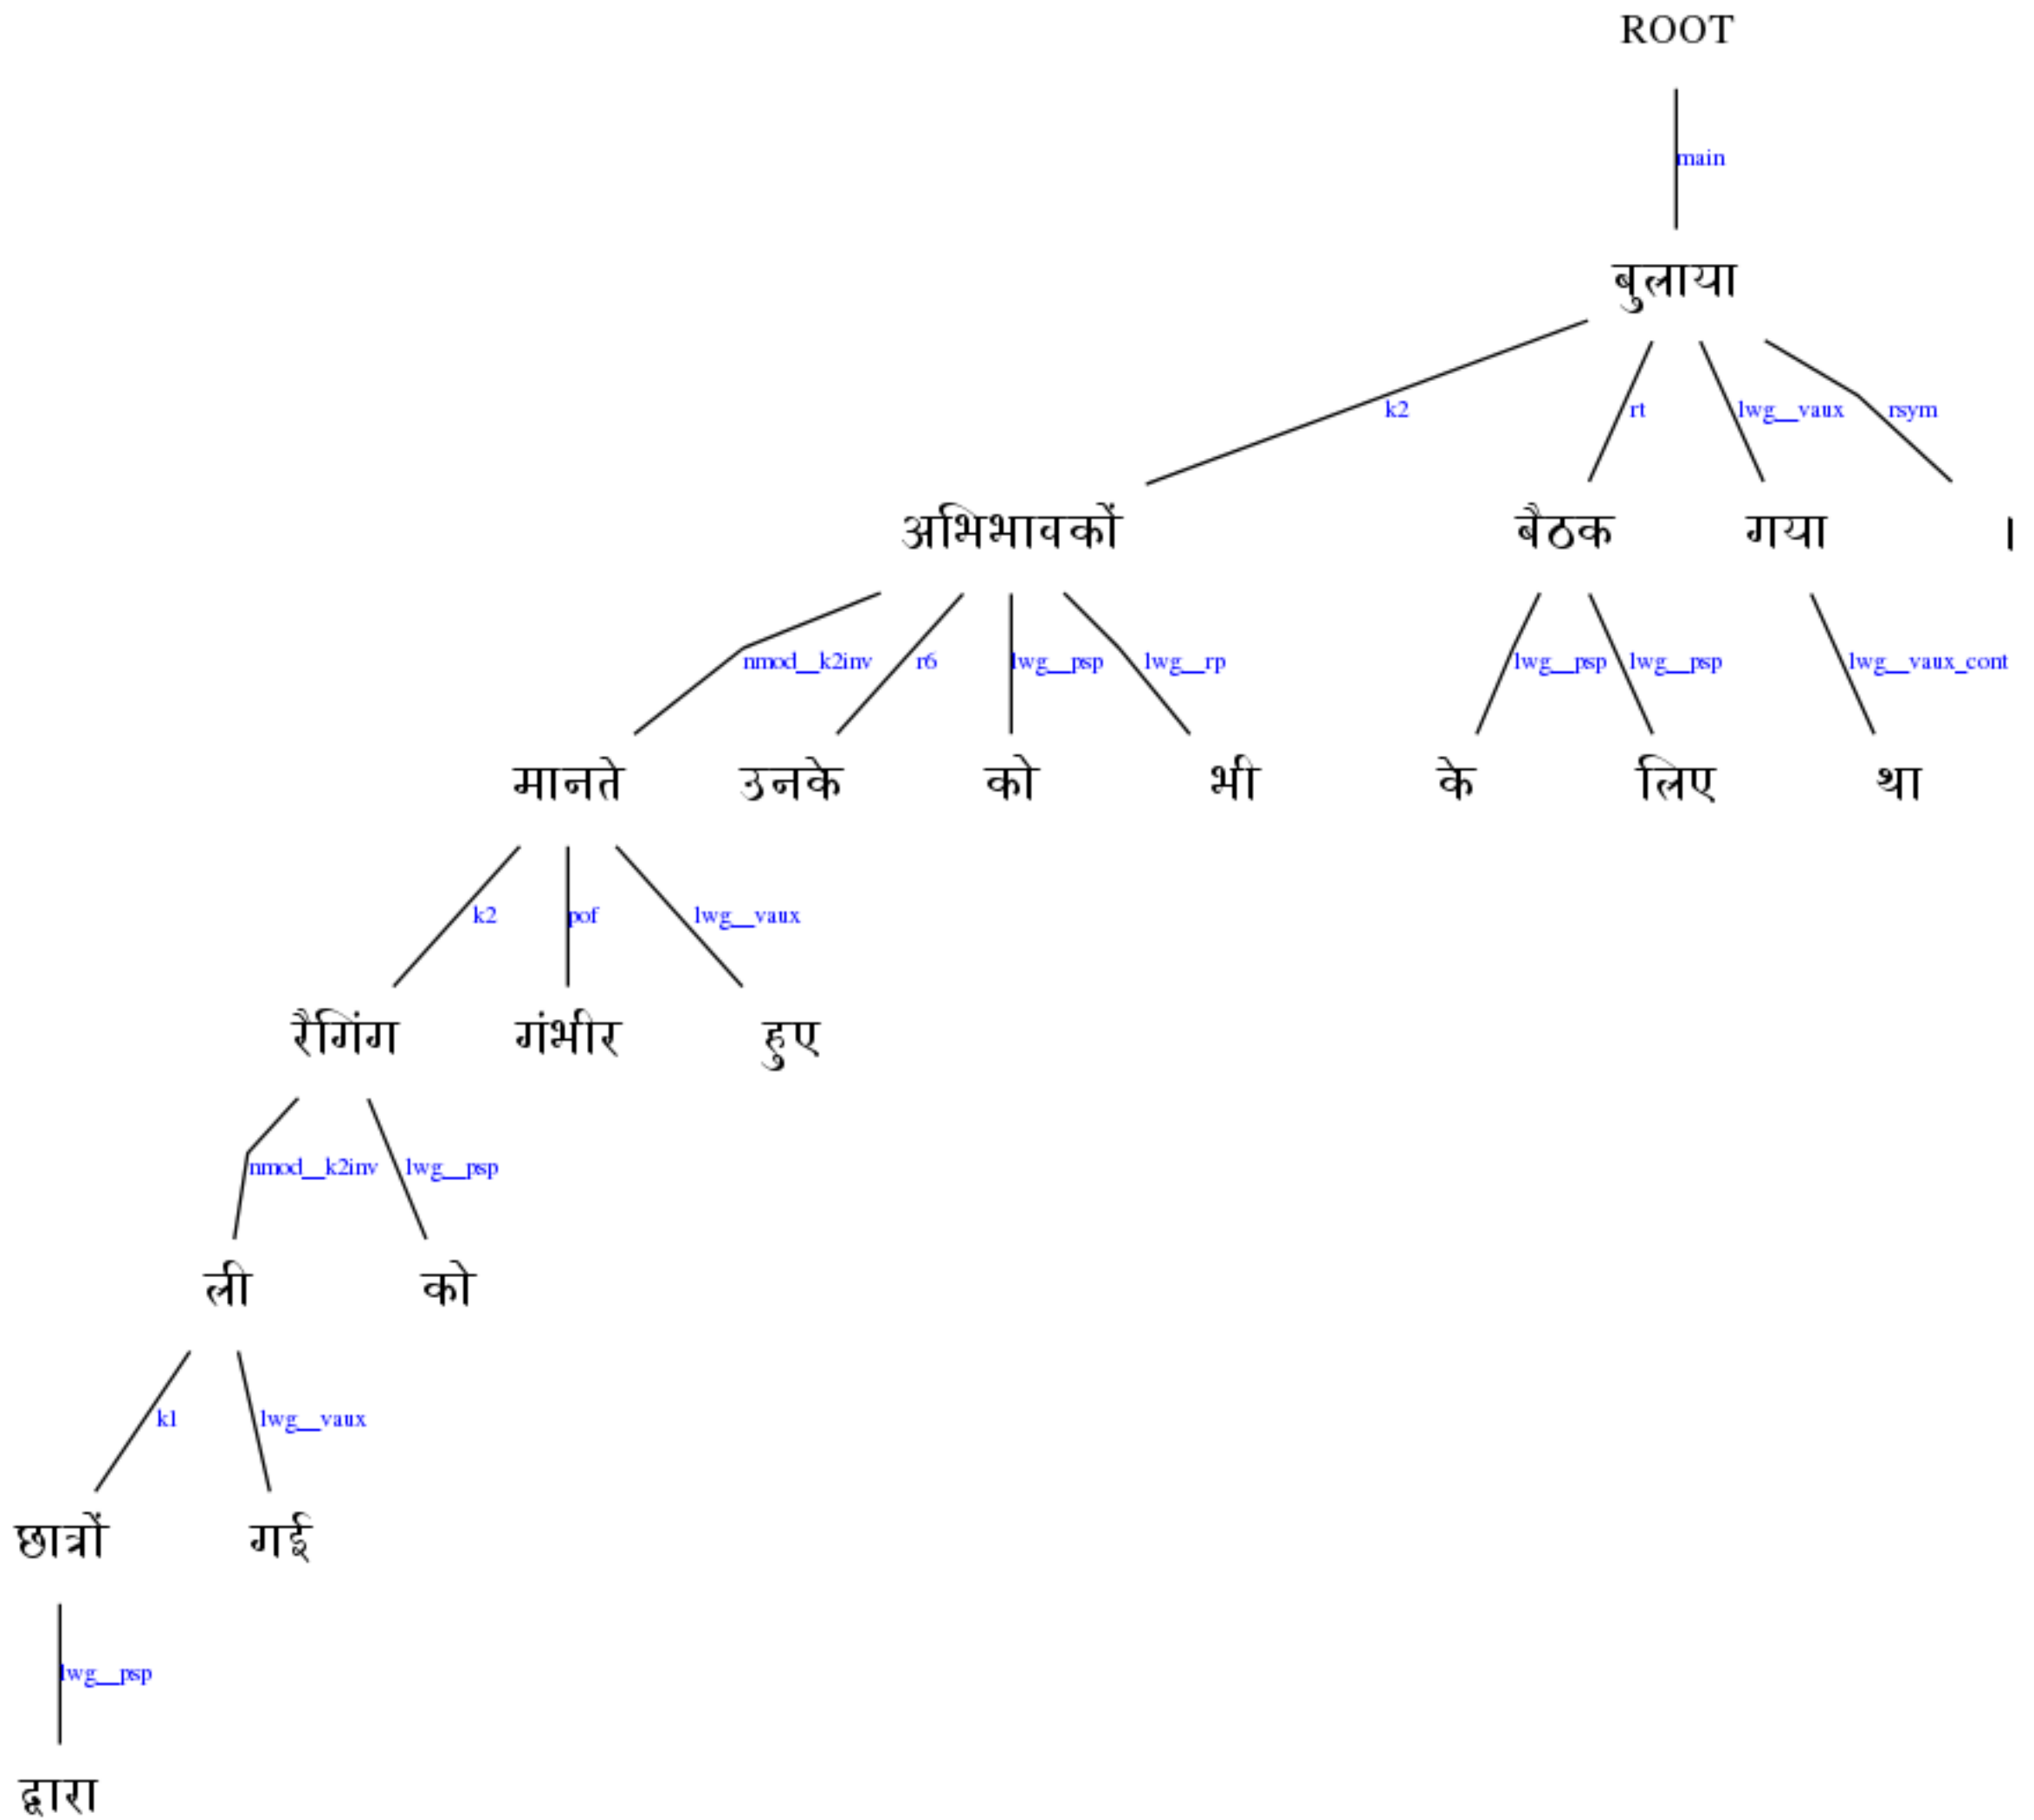 ROOT
main
बुलाया
k2 rt lwg__vaux rsym
अभिभावकों बैठक गया ।
nmod__k2inv r6 lwg__psp lwg__rp lwg__psp lwg__psp lwg__vaux_cont
मानते उनके को भी के लिए था
k2 pof lwg__vaux
रैगिंग गंभीर हुए
nmod__k2inv lwg__psp
ली को
k1 lwg__vaux
छात्रों गई
lwg__psp
द्वारा